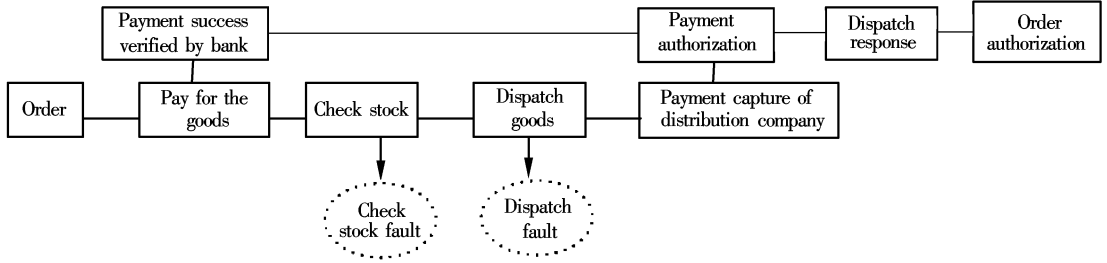 Payment success
verified by bank
Payment
authorization
Dispatch
response
Order
authorization
Order
Pay for the
goods
Check stock
Dispatch
goods
Payment capture of
distribution company
Check
stock fault
Dispatch
fault